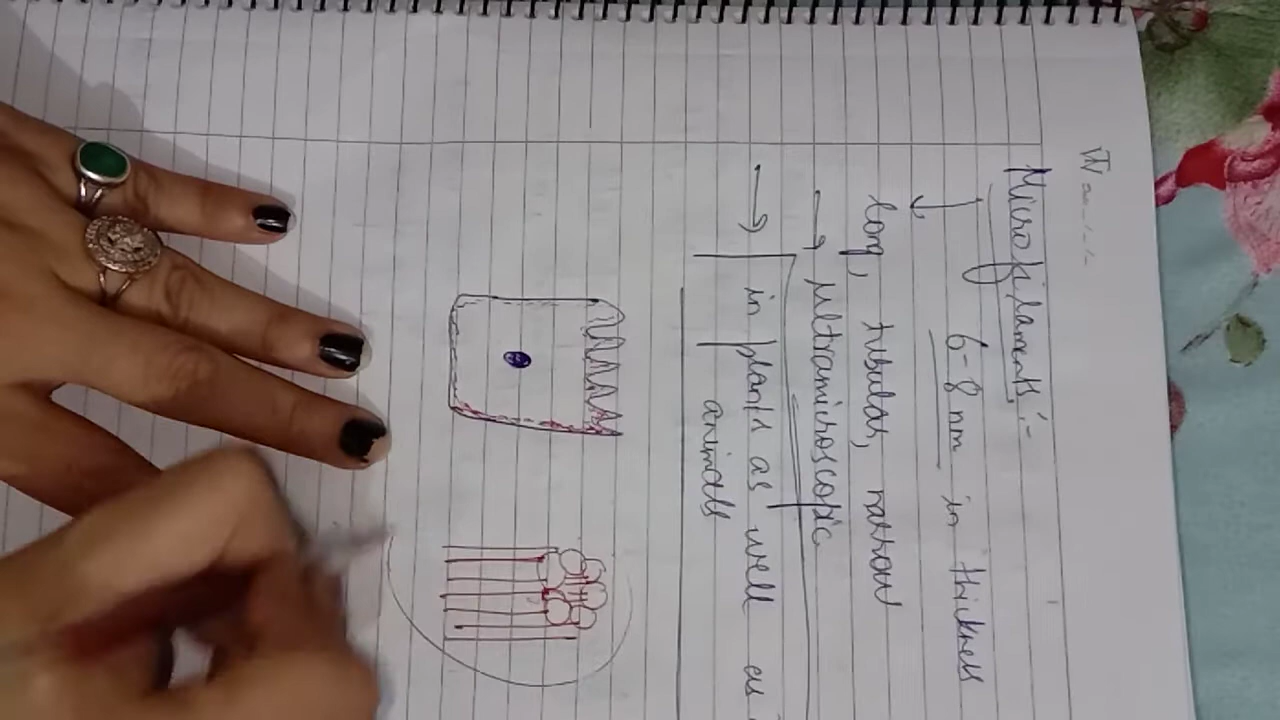 Microfilaments :-
↳ 6-8 nm in thickness
long, tubular, narrow
→ Ultramicroscopic
→ in plants as well as
animals